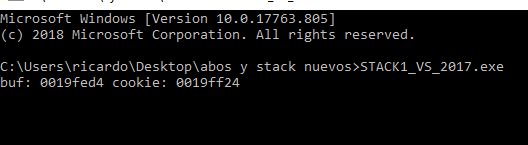 Microsoft Windows [Version 10.0.17763.805]
(c) 2018 Microsoft Corporation. All rights reserved.
C:\Users\ricardo\Desktop\abos y stack nuevos>STACK1_VS_2017.exe
buf: 0019fed4 cookie: 0019ff24